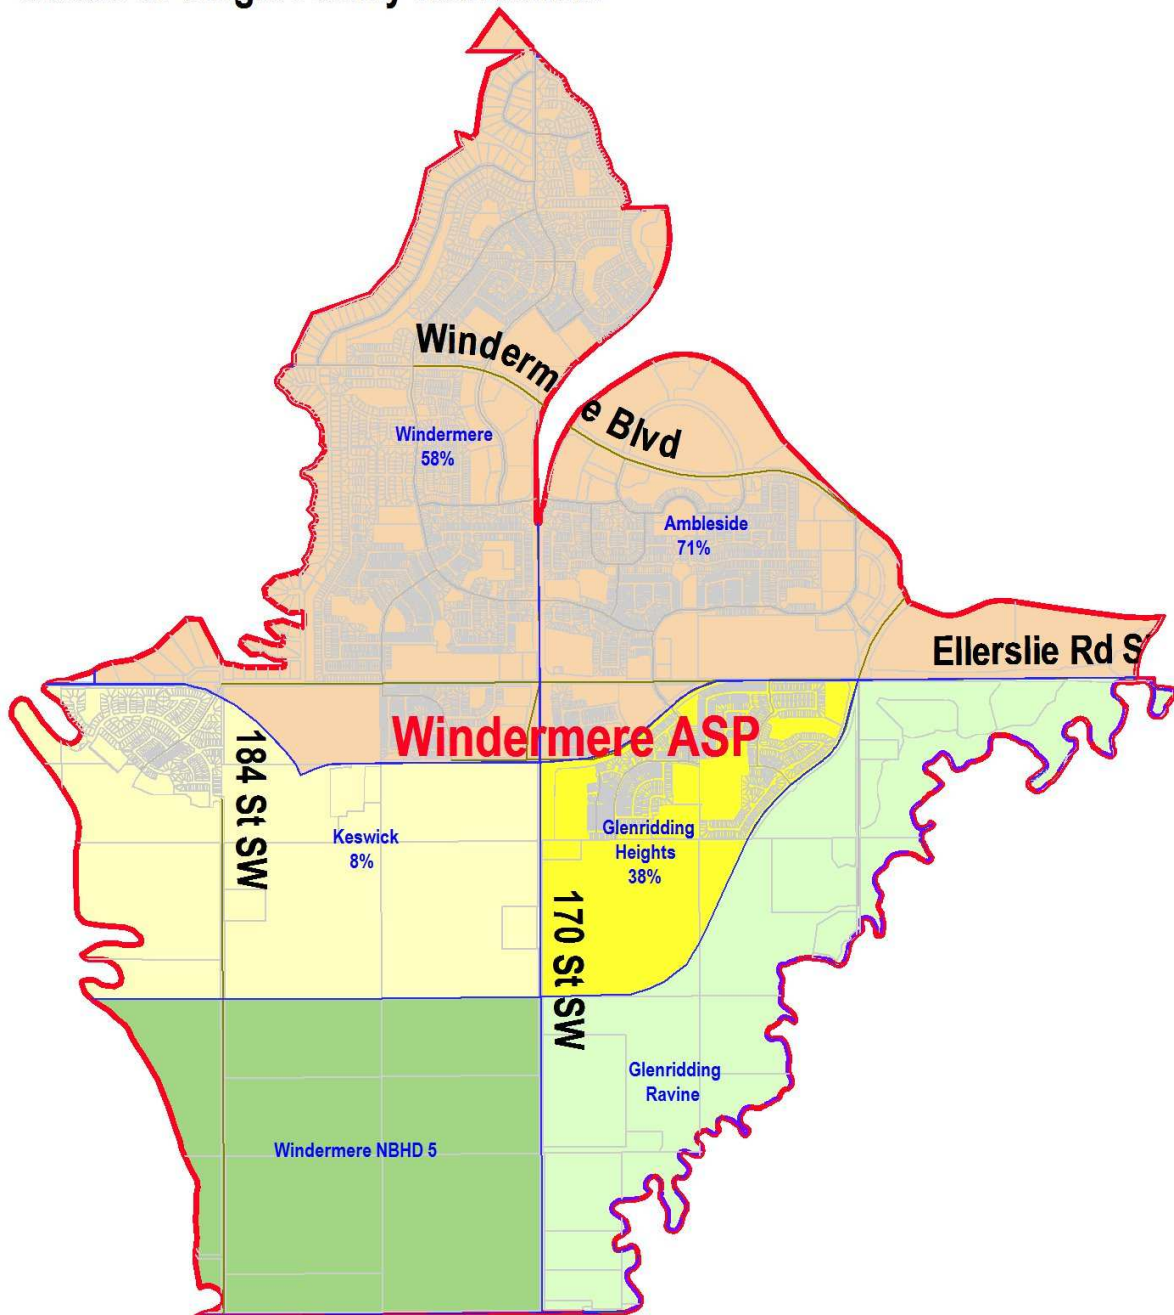 Winderm
e Blvd
Windermere
58%
Ambleside
71%
Ellerslie Rd S
Windermere ASP
184 St SW
Keswick
8%
Glenridding
Heights
38%
170 St SW
Glenridding
Ravine
Windermere NBHD 5